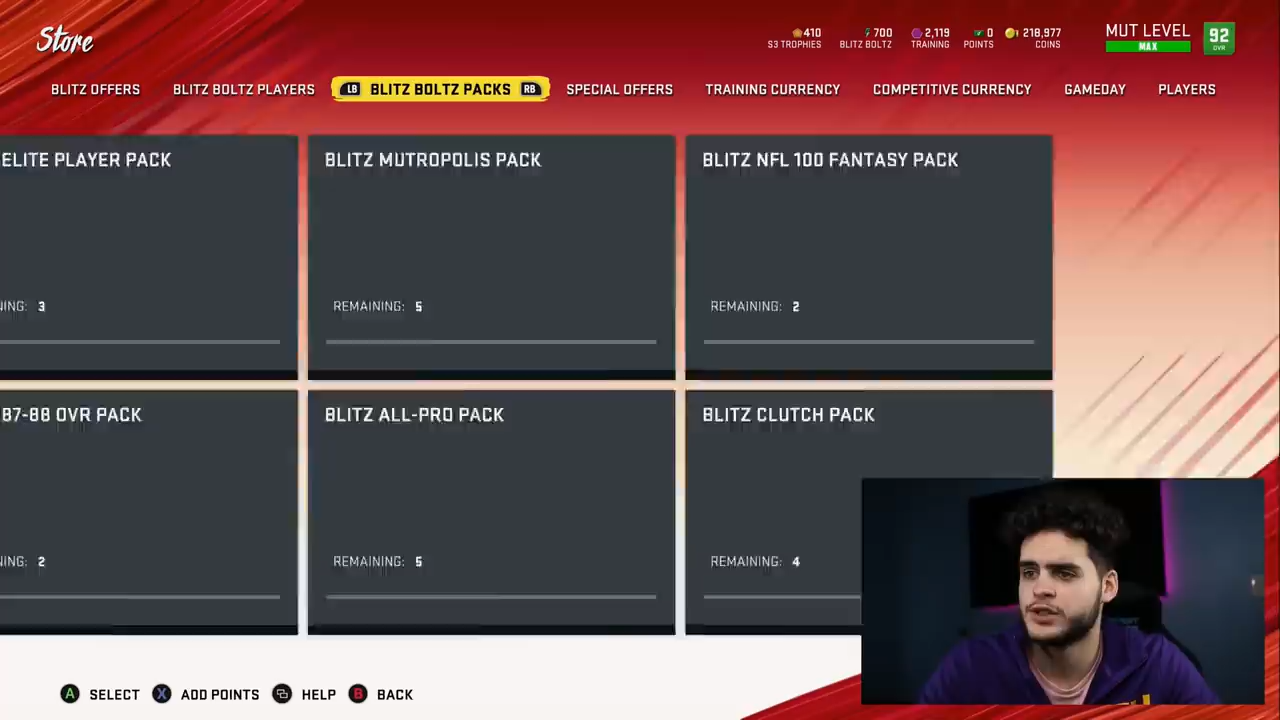 Store
410
S3 TROPHIES
700
BLITZ BOLTZ
2,119
TRAINING
0
POINTS
218,977
COINS
MUT LEVEL
MAX
92
OVR
BLITZ OFFERS
BLITZ BOLTZ PLAYERS
LB BLITZ BOLTZ PACKS RB
SPECIAL OFFERS
TRAINING CURRENCY
COMPETITIVE CURRENCY
GAMEDAY
PLAYERS
ELITE PLAYER PACK
NING: 3
BLITZ MUTROPOLIS PACK
REMAINING: 5
BLITZ NFL 100 FANTASY PACK
REMAINING: 2
87-88 OVR PACK
NING: 2
BLITZ ALL-PRO PACK
REMAINING: 5
BLITZ CLUTCH PACK
REMAINING: 4
A SELECT
X ADD POINTS
HELP
B BACK